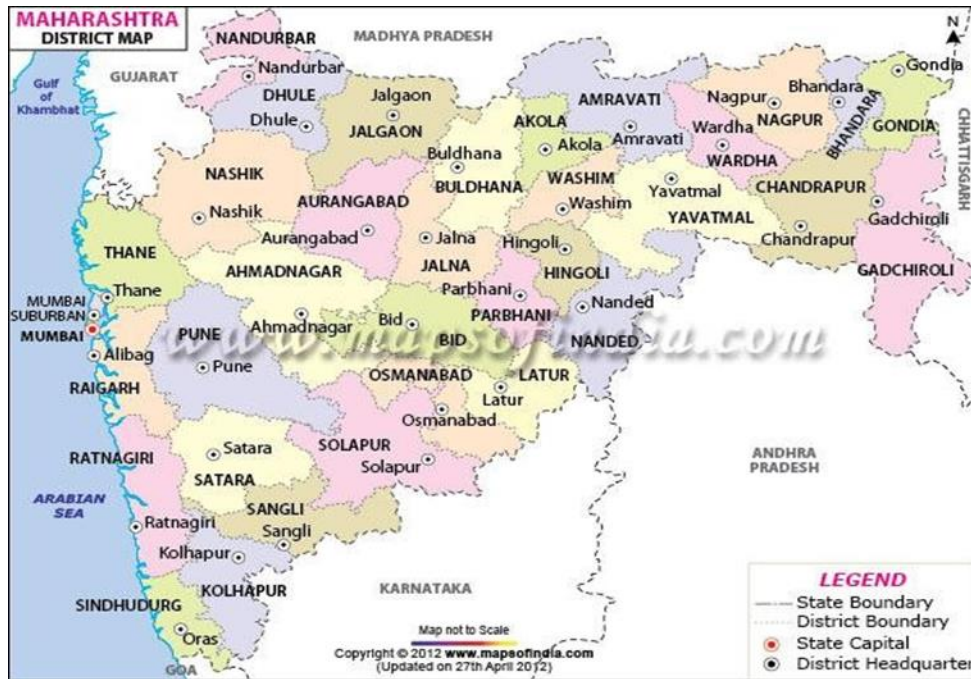 MAHARASHTRA
DISTRICT MAP
NANDURBAR
MADHYA PRADESH
N
GUJARAT
Nandurbar
Gondia
Gulf
of
Khambhat
DHULE
Jalgaon
AMRAVATI
Nagpur
Bhandara
Dhule
JALGAON
AKOLA
Amravati
NAGPUR
BHANDARA
GONDIA
CHHATTISGARH
Akola
Wardha
WARDHA
Buldhana
NASHIK
BULDHANA
WASHIM
Yavatmal
CHANDRAPUR
AURANGABAD
Washim
YAVATMAL
Gadchiroli
Nashik
Aurangabad
Jalna
Hingoli
Chandrapur
THANE
AHMADNAGAR
JALNA
HINGOLI
GADCHIROLI
Thane
Parbhani
Nanded
MUMBAI
SUBURBAN
Ahmadnagar
Bid
PARBHANI
MUMBAI
PUNE
BID
NANDED
www.mapsofindia.com
Alibag
Pune
OSMANABAD
LATUR
RAIGARH
Latur
Osmanabad
SOLAPUR
Satara
RATNAGIRI
Solapur
ANDHRA
PRADESH
SATARA
ARABIAN
SEA
SANGLI
Ratnagiri
Sangli
Kolhapur
KOLHAPUR
KARNATAKA
SINDHUDURG
Oras
GOA
LEGEND
State Boundary
District Boundary
State Capital
District Headquarter
Map not to Scale
Copyright © 2012 www.mapsofindia.com
(Updated on 27th April 2012)